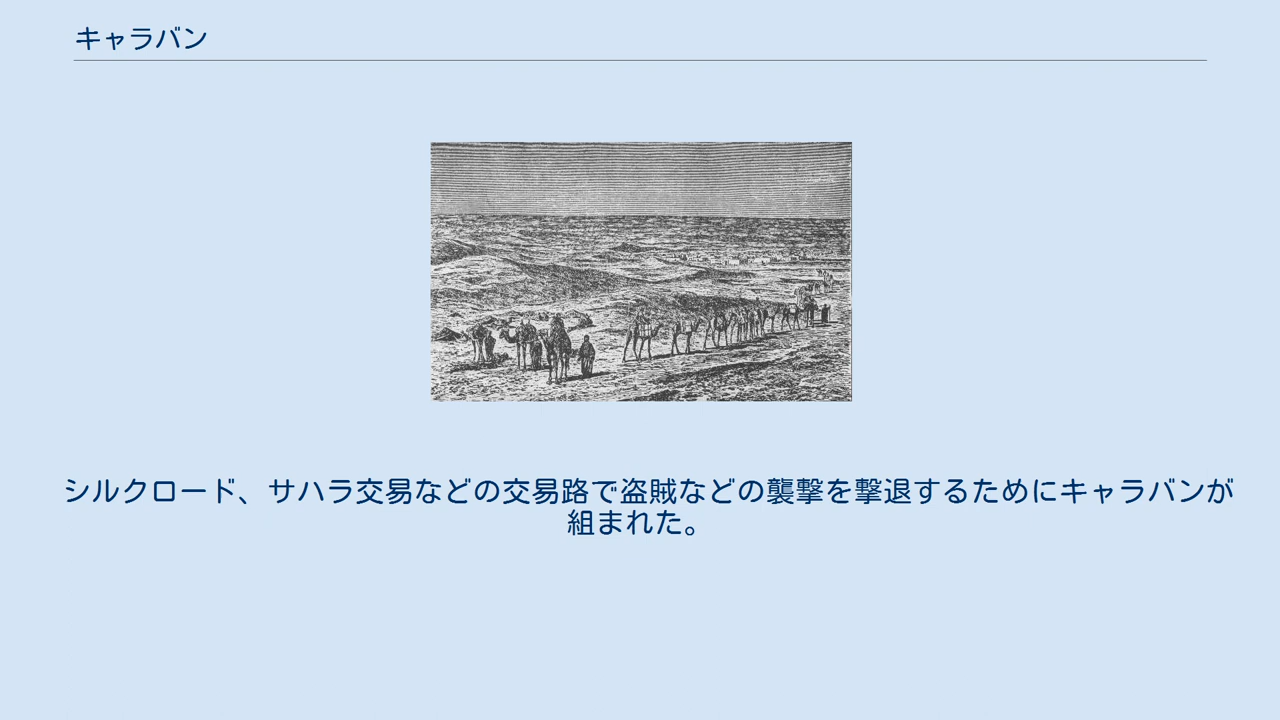 キャラバン
シルクロード、サハラ交易などの交易路で盗賊などの襲撃を撃退するためにキャラバンが
組まれた。